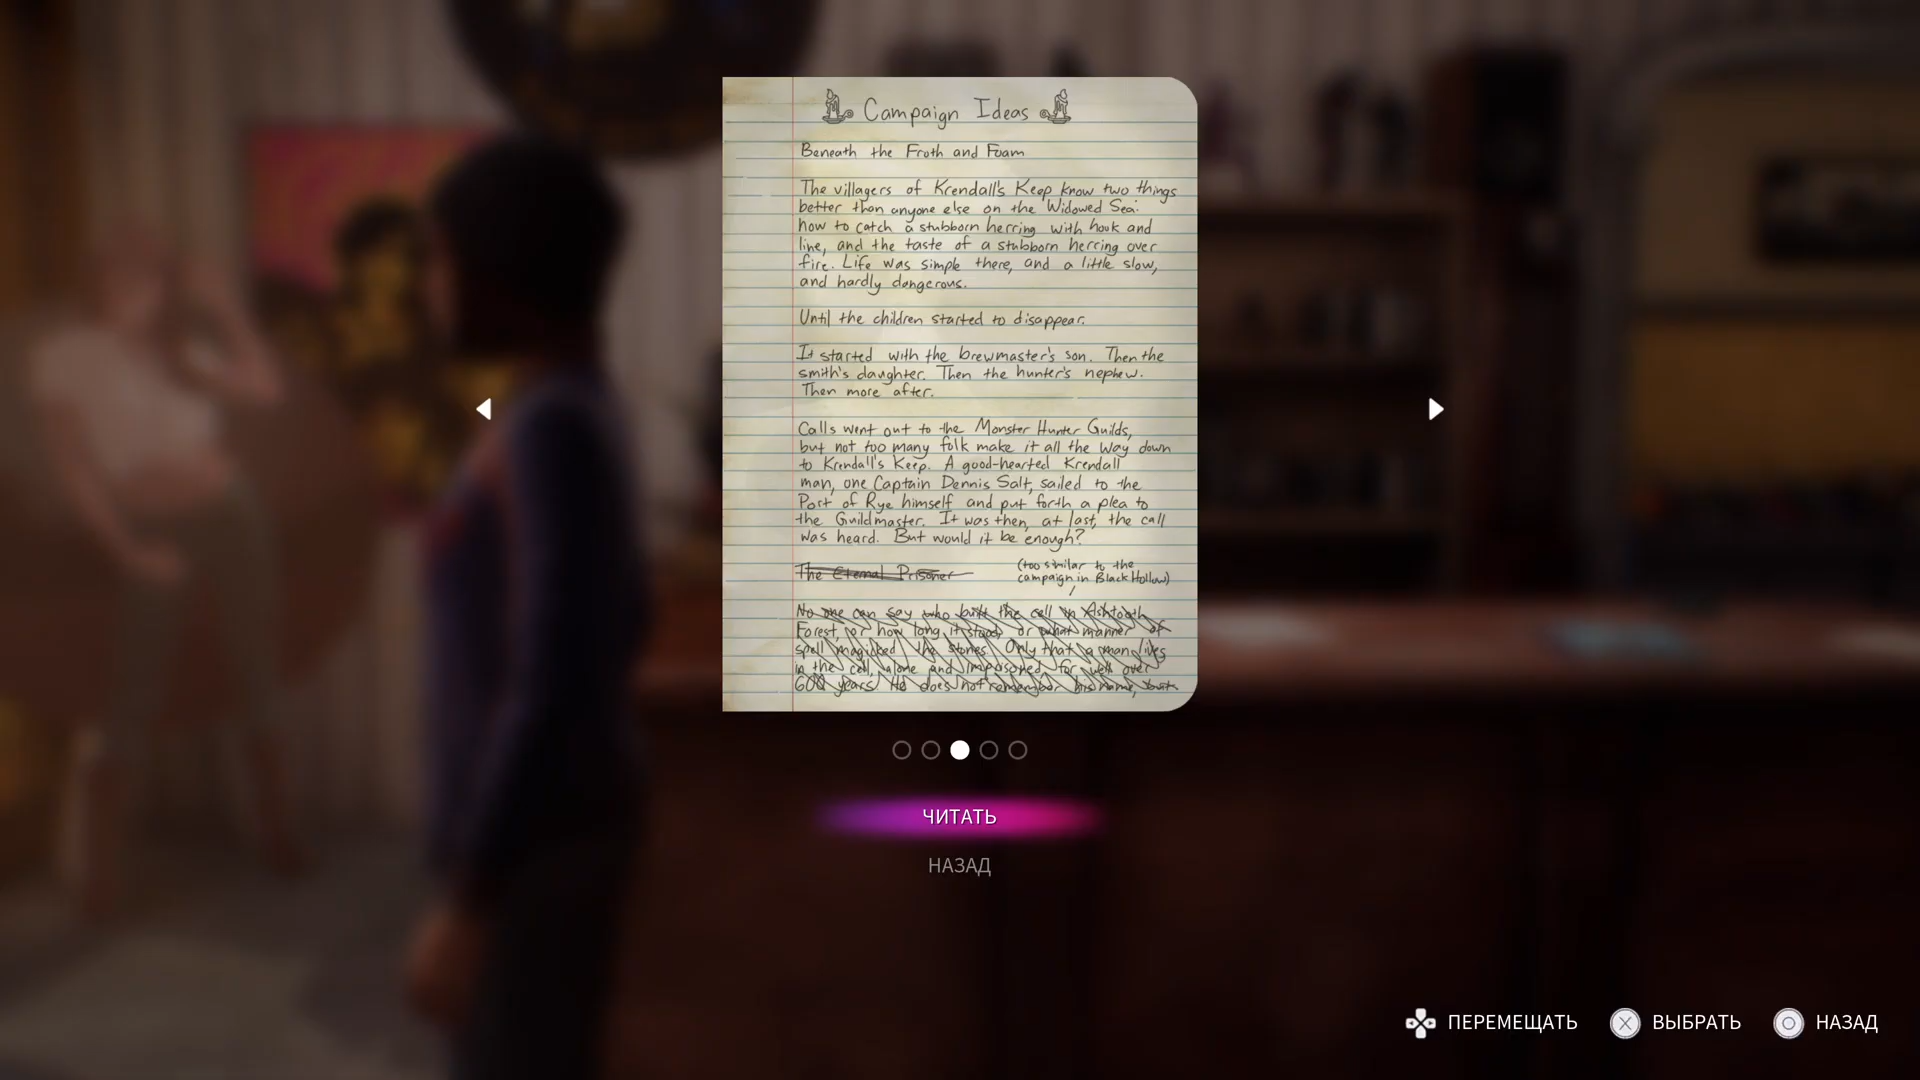 Campaign Ideas
Beneath the Froth and Foam
The villagers of Krendall's Keep know two things
better than anyone else on the Widowed Sea:
how to catch a stubborn herring with hook and
line, and the taste of a stubborn herring over
fire. Life was simple there, and a little slow,
and hardly dangerous.
Until the children started to disappear.
It started with the brewmaster's son. Then the
smith's daughter. Then the hunter's nephew.
Then more after.
Calls went out to the Monster Hunter Guilds,
but not too many folk make it all the way down
to Krendall's Keep. A good-hearted Krendall
man, one Captain Dennis Salt, sailed to the
Port of Rye himself and put forth a plea to
the Guildmaster. It was then, at last, the call
was heard. But would it be enough?
The Eternal Prisoner
(too similar to the
campaign in Black Hollow)
No one can say who built the cell in Ashtooth
Forest, or how long it stood, or what manner of
spell magicked the stones. Only that a man lives
in the cell, alone and imprisoned, for well over
600 years. He does not remember his name, but
ЧИТАТЬ
НАЗАД
ПЕРЕМЕЩАТЬ ВЫБРАТЬ НАЗАД